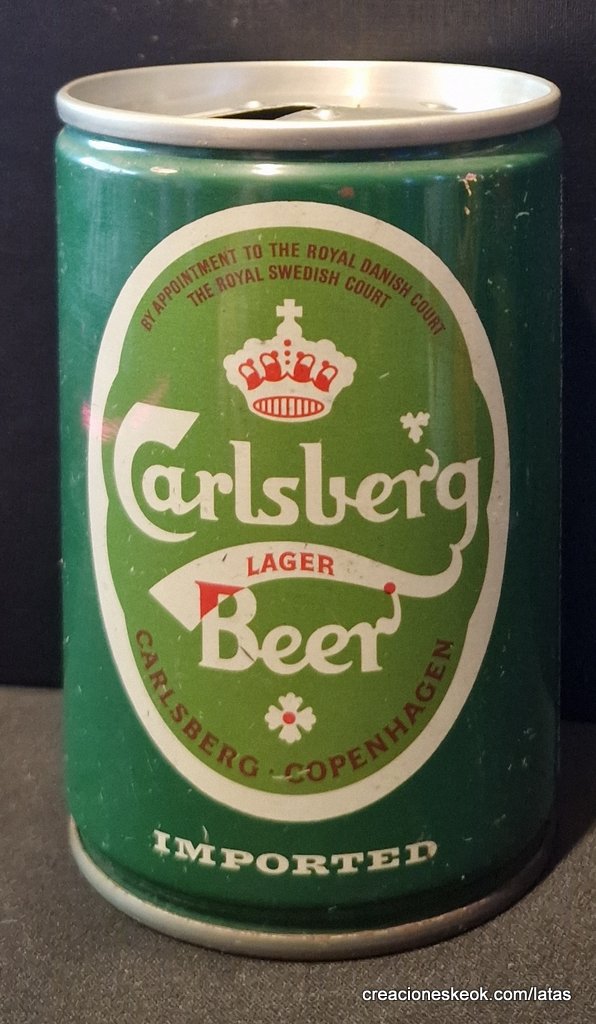 BY APPOINTMENT TO THE ROYAL DANISH COURT
THE ROYAL SWEDISH COURT
Carlsberg
LAGER
Beer
CARLSBERG · COPENHAGEN
IMPORTED
creacioneskeok.com/latas